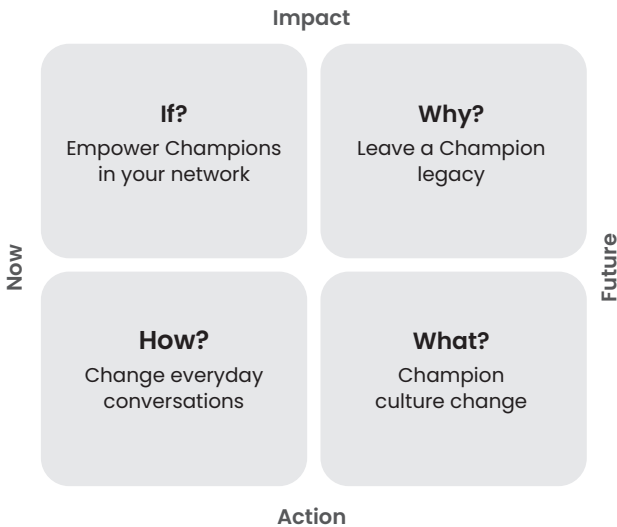 Impact
If?
Empower Champions
in your network
Why?
Leave a Champion
legacy
Now
Future
How?
Change everyday
conversations
What?
Champion
culture change
Action